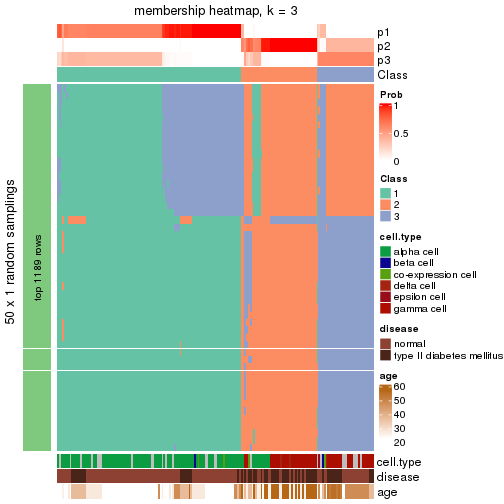 membership heatmap, k = 3
p1
p2
p3
Class
50 x 1 random samplings
top 1189 rows
cell.type
disease
age
Prob
1
0.5
0
Class
1
2
3
cell.type
alpha cell
beta cell
co-expression cell
delta cell
epsilon cell
gamma cell
disease
normal
type II diabetes mellitus
age
60
50
40
30
20